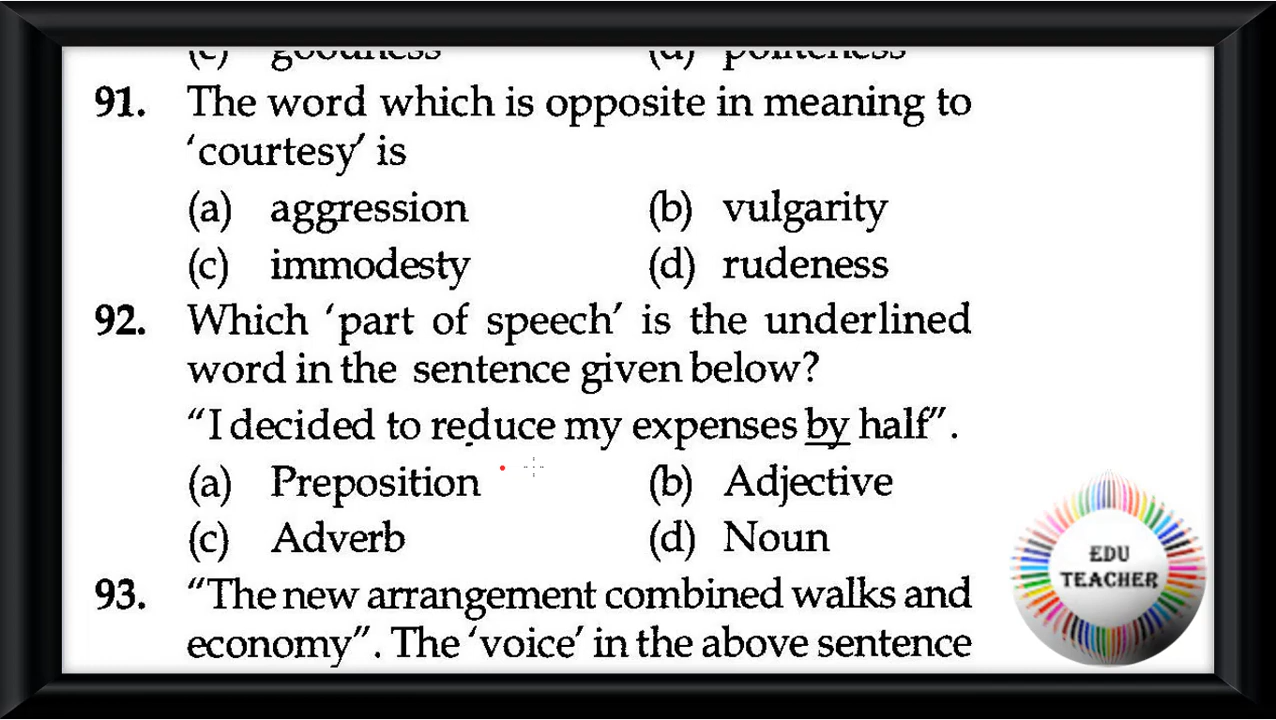 (c) goodness (d) politeness
91. The word which is opposite in meaning to
‘courtesy’ is
(a) aggression (b) vulgarity
(c) immodesty (d) rudeness
92. Which ‘part of speech’ is the underlined
word in the sentence given below?
“I decided to reduce my expenses by half”.
(a) Preposition (b) Adjective
(c) Adverb (d) Noun
93. “The new arrangement combined walks and
economy”. The ‘voice’ in the above sentence
EDU
TEACHER